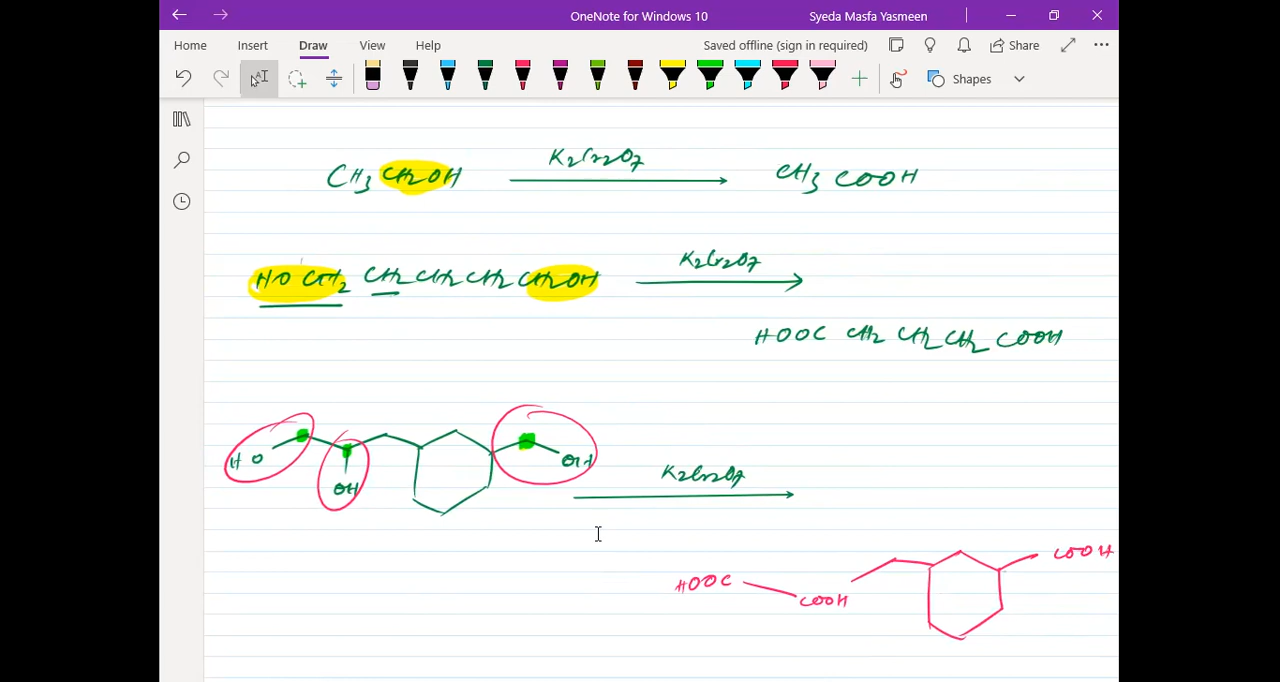 OneNote for Windows 10
Syeda Masfa Yasmeen
Home Insert Draw View Help
Saved offline (sign in required)
Share
Shapes
CH3 CH2OH K2Cr2O7 CH3 COOH
HO CH2 CH2 CH2 CH2 CH2 OH K2Cr2O7
HOOC CH2 CH2 CH2 COOH
HO OH OH K2Cr2O7
HOOC COOH COOH